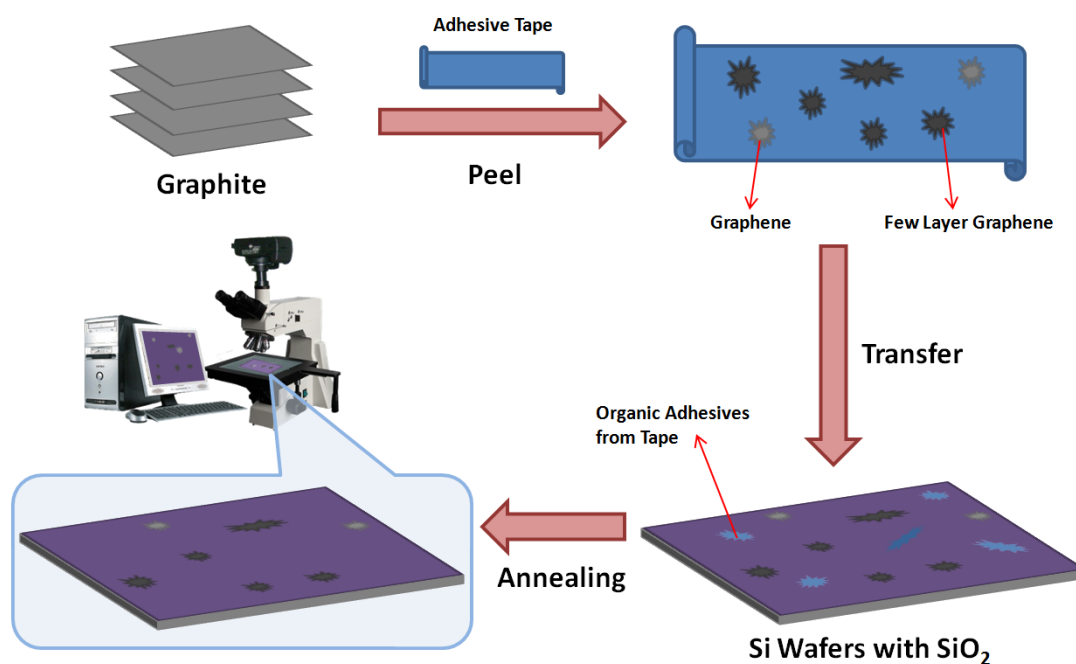 Adhesive Tape
Graphite
Peel
Graphene
Few Layer Graphene
Transfer
Organic Adhesives
from Tape
Annealing
Si Wafers with SiO₂